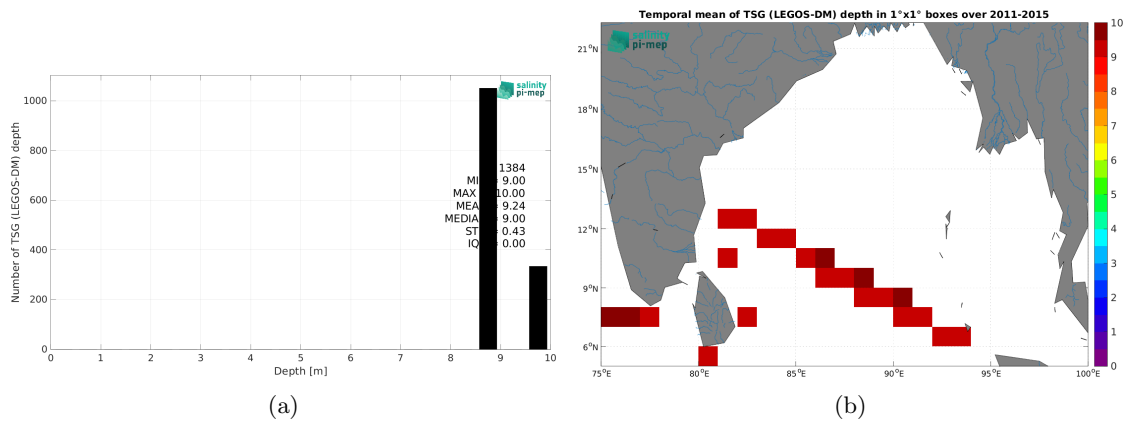 Number of TSG (LEGOS-DM) depth
1000
800
600
400
200
0
salinity
pi-mep
1384
MI = 9.00
MAX 10.00
MEA = 9.24
MEDIA 9.00
ST = 0.43
IQ = 0.00
0 1 2 3 4 5 6 7 8 9 10
Depth [m]
(a)
Temporal mean of TSG (LEGOS-DM) depth in 1°x1° boxes over 2011-2015
salinity
pi-mep
21°N
18°N
15°N
12°N
9°N
6°N
75°E 80°E 85°E 90°E 95°E 100°E
10
9
8
7
6
5
4
3
2
1
0
(b)